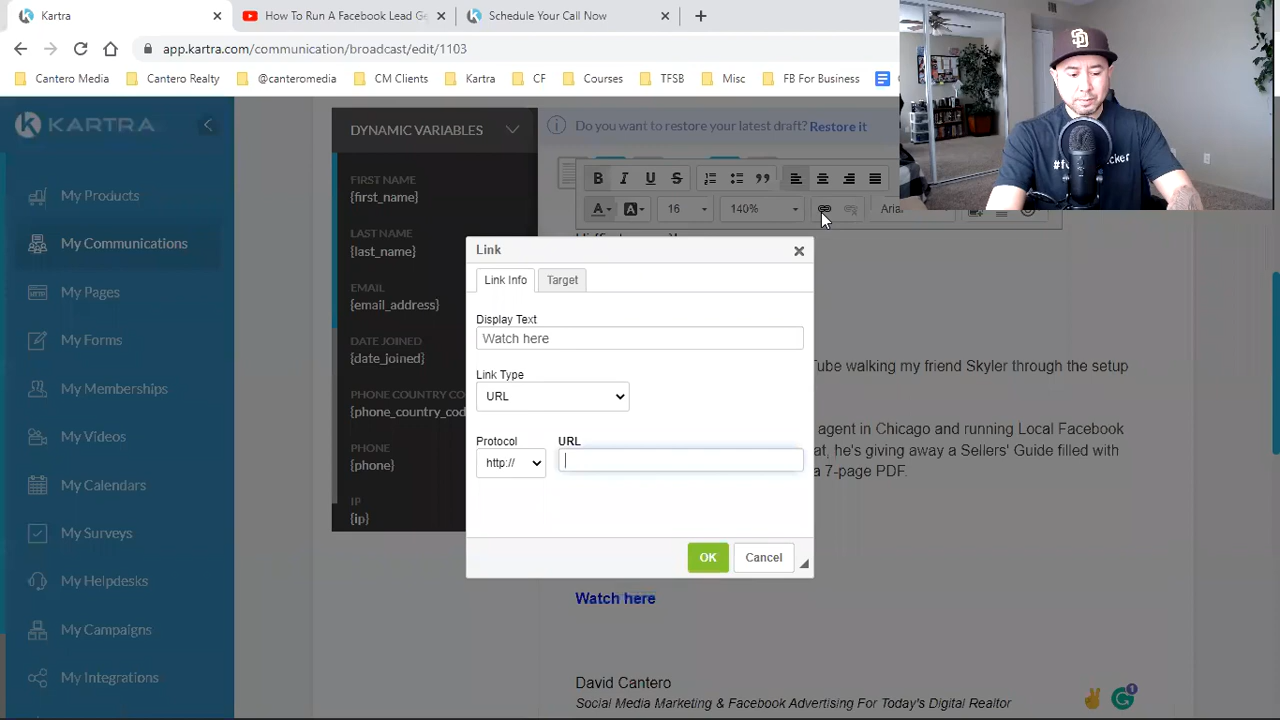 Kartra
How To Run A Facebook Lead Ge
Schedule Your Call Now
app.kartra.com/communication/broadcast/edit/1103
Cantero Media
Cantero Realty
@canteromedia
CM Clients
Kartra
CF
Courses
TFSB
Misc
FB For Business
KARTRA
My Products
My Communications
My Pages
My Forms
My Memberships
My Videos
My Calendars
My Surveys
My Helpdesks
My Campaigns
My Integrations
DYNAMIC VARIABLES
FIRST NAME
{first_name}
LAST NAME
{last_name}
EMAIL
{email_address}
DATE JOINED
{date_joined}
PHONE COUNTRY CO
{phone_country_cod
PHONE
{phone}
IP
{ip}
Do you want to restore your latest draft? Restore it
B I U S
A A 16 140% Aria
Link
Link Info Target
Display Text
Watch here
Link Type
URL
Protocol URL
http://
OK Cancel
Tube walking my friend Skyler through the setup
agent in Chicago and running Local Facebook
at, he's giving away a Sellers' Guide filled with
a 7-page PDF.
Watch here
David Cantero
Social Media Marketing & Facebook Advertising For Today's Digital Realtor
G 1
SD